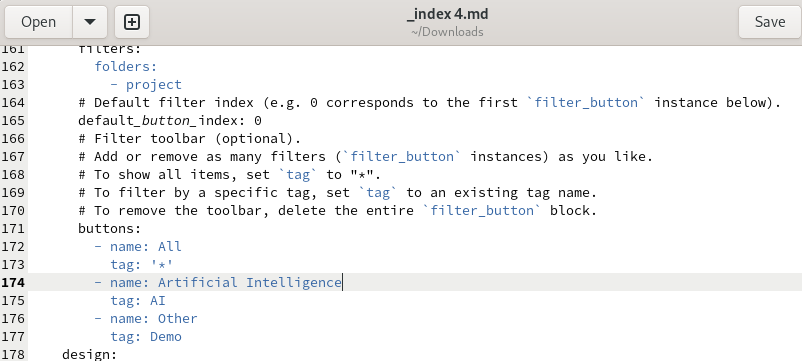 Open
_index 4.md
~/Downloads
Save
161 filters:
162 folders:
163 - project
164 # Default filter index (e.g. 0 corresponds to the first `filter_button` instance below).
165 default_button_index: 0
166 # Filter toolbar (optional).
167 # Add or remove as many filters (`filter_button` instances) as you like.
168 # To show all items, set `tag` to "*".
169 # To filter by a specific tag, set `tag` to an existing tag name.
170 # To remove the toolbar, delete the entire `filter_button` block.
171 buttons:
172 - name: All
173 tag: '*'
174 - name: Artificial Intelligence
175 tag: AI
176 - name: Other
177 tag: Demo
178 design: